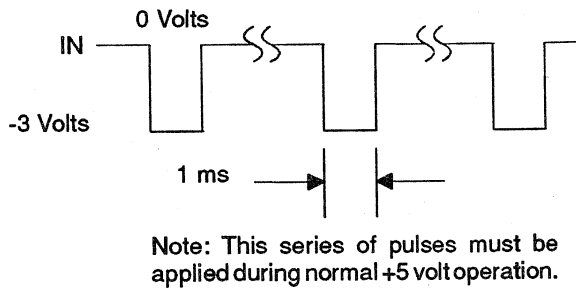 0 Volts
IN
-3 Volts
1 ms
Note: This series of pulses must be
applied during normal +5 volt operation.